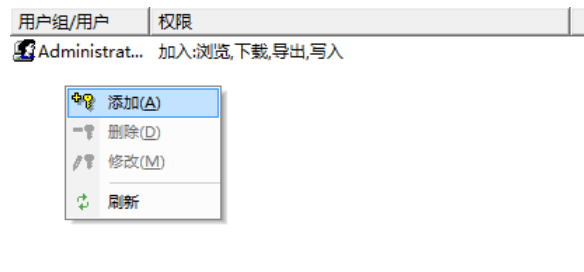 用户组/用户 权限
Administrat... 加入:浏览,下载,导出,写入
添加(A)
删除(D)
修改(M)
刷新